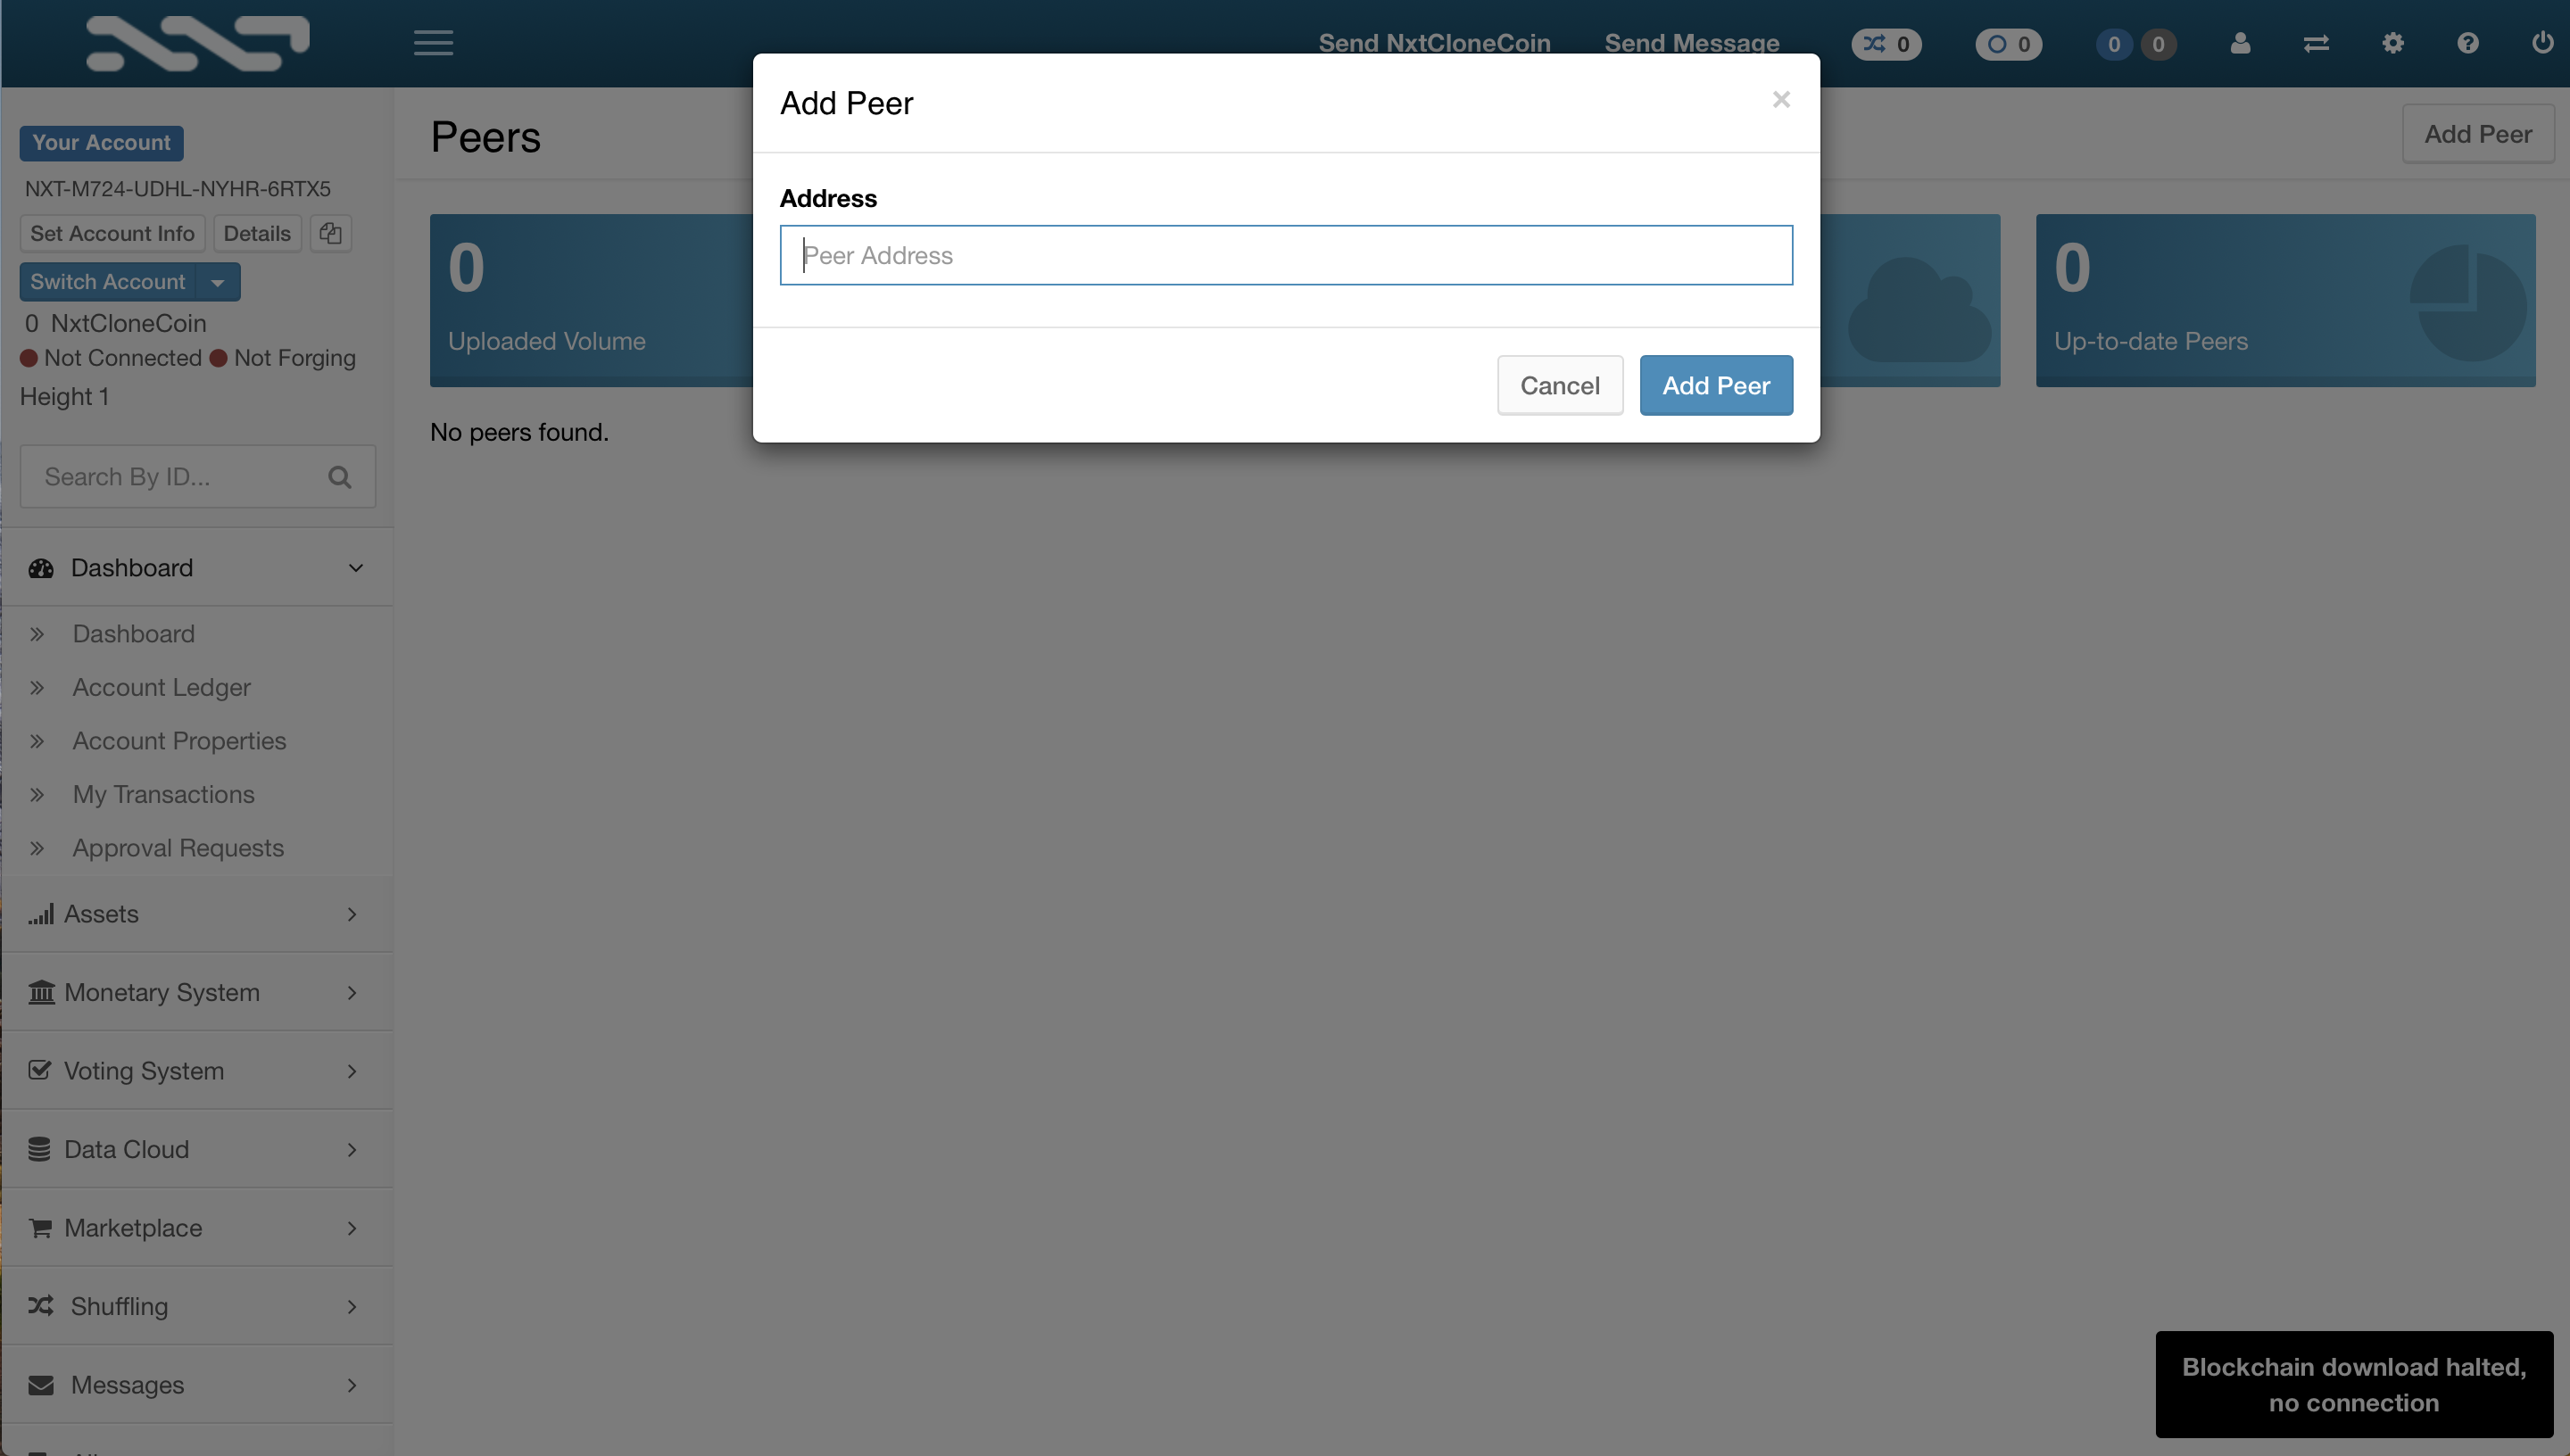 Send NxtCloneCoin
Send Message
0
0
0 0
Your Account
NXT-M724-UDHL-NYHR-6RTX5
Set Account Info
Details
Switch Account
0 NxtCloneCoin
Not Connected Not Forging
Height 1
Search By ID...
Dashboard
Dashboard
Account Ledger
Account Properties
My Transactions
Approval Requests
Assets
Monetary System
Voting System
Data Cloud
Marketplace
Shuffling
Messages
Peers
Add Peer
0
Uploaded Volume
0
Up-to-date Peers
No peers found.
Add Peer
×
Address
Peer Address
Cancel
Add Peer
Blockchain download halted,
no connection